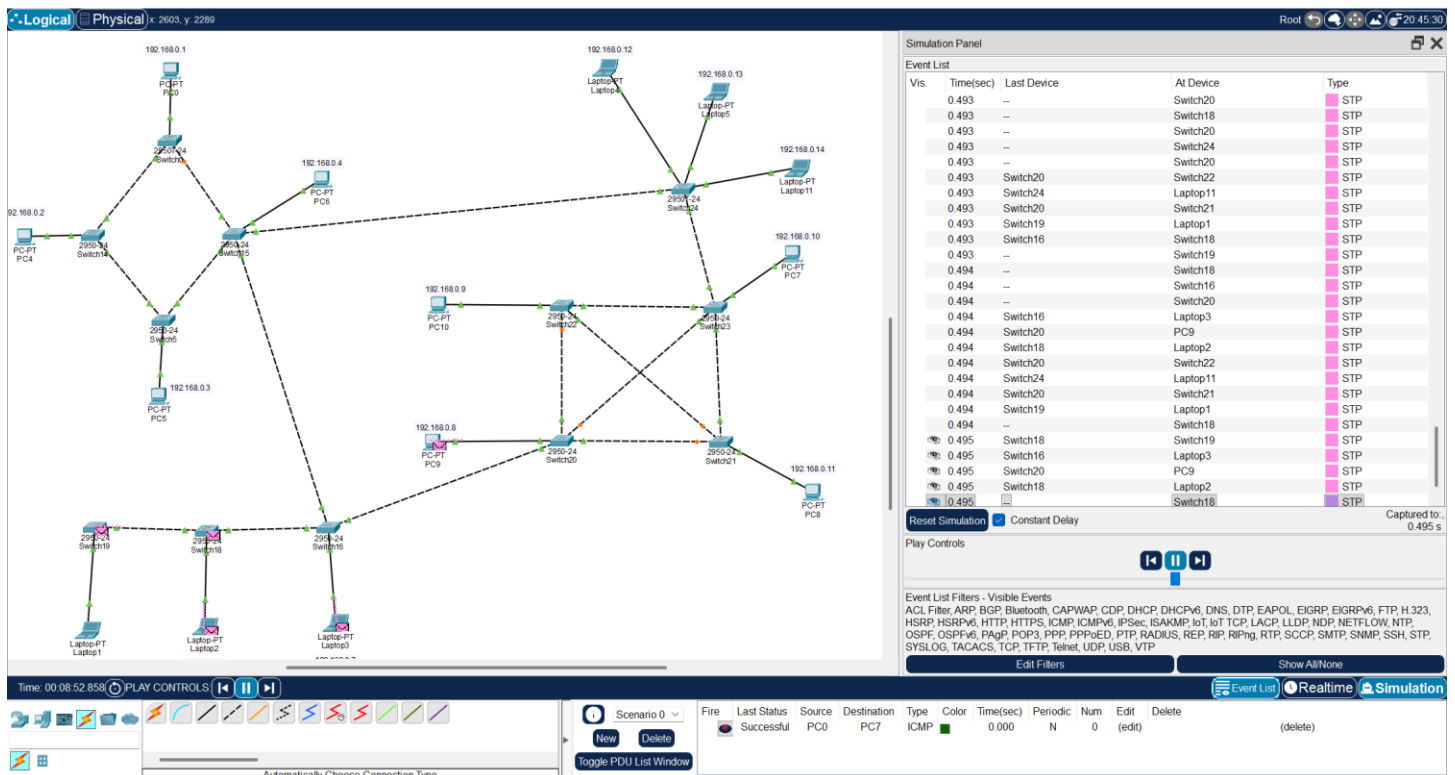 Logical Physical x: 2603, y: 2289 Root 20:45:30
192.168.0.1
PC-PT
PC0
2950T-24
Switch0
192.168.0.4
PC-PT
PC6
92.168.0.2
PC-PT
PC4
2950-24
Switch14
2950-24
Switch15
2950-24
Switch5
192.168.0.3
PC-PT
PC5
192.168.0.12
Laptop-PT
Laptop4
192.168.0.13
Laptop-PT
Laptop5
192.168.0.14
Laptop-PT
Laptop11
2950T-24
Switch24
192.168.0.10
PC-PT
PC7
192.168.0.9
PC-PT
PC10
2950-24
Switch22
2950-24
Switch23
192.168.0.8
PC-PT
PC9
2950-24
Switch20
2950-24
Switch21
192.168.0.11
PC-PT
PC8
2950-24
Switch19
2950-24
Switch18
2950-24
Switch16
Laptop-PT
Laptop1
Laptop-PT
Laptop2
Laptop-PT
Laptop3
Simulation Panel
Event List
Vis. Time(sec) Last Device At Device Type
0.493 -- Switch20 STP
0.493 -- Switch18 STP
0.493 -- Switch20 STP
0.493 -- Switch24 STP
0.493 -- Switch20 STP
0.493 Switch20 Switch22 STP
0.493 Switch24 Laptop11 STP
0.493 Switch20 Switch21 STP
0.493 Switch19 Laptop1 STP
0.493 Switch16 Switch18 STP
0.493 -- Switch19 STP
0.494 -- Switch18 STP
0.494 -- Switch16 STP
0.494 -- Switch20 STP
0.494 Switch16 Laptop3 STP
0.494 Switch20 PC9 STP
0.494 Switch18 Laptop2 STP
0.494 Switch20 Switch22 STP
0.494 Switch24 Laptop11 STP
0.494 Switch20 Switch21 STP
0.494 Switch19 Laptop1 STP
0.494 -- Switch18 STP
0.495 Switch18 Switch19 STP
0.495 Switch16 Laptop3 STP
0.495 Switch20 PC9 STP
0.495 Switch18 Laptop2 STP
0.495 -- Switch18 STP
Reset Simulation Constant Delay Captured to:
0.495 s
Play Controls
Event List Filters - Visible Events
ACL Filter, ARP, BGP, Bluetooth, CAPWAP, CDP, DHCP, DHCPv6, DNS, DTP, EAPOL, EIGRP, EIGRPv6, FTP, H.323,
HSRP, HSRPv6, HTTP, HTTPS, ICMP, ICMPv6, IPSec, ISAKMP, IoT, IoT TCP, LACP, LLDP, NDP, NETFLOW, NTP,
OSPF, OSPFv6, PAgP, POP3, PPP, PPPoED, PTP, RADIUS, REP, RIP, RIPng, RTP, SCCP, SMTP, SNMP, SSH, STP,
SYSLOG, TACACS, TCP, TFTP, Telnet, UDP, USB, VTP
Edit Filters Show All/None
Time: 00:08:52.858 PLAY CONTROLS: Event List Realtime Simulation
Scenario 0
New Delete
Toggle PDU List Window
Fire Last Status Source Destination Type Color Time(sec) Periodic Num Edit Delete
Successful PC0 PC7 ICMP 0.000 N 0 (edit) (delete)
Automatically Choose Connection Type